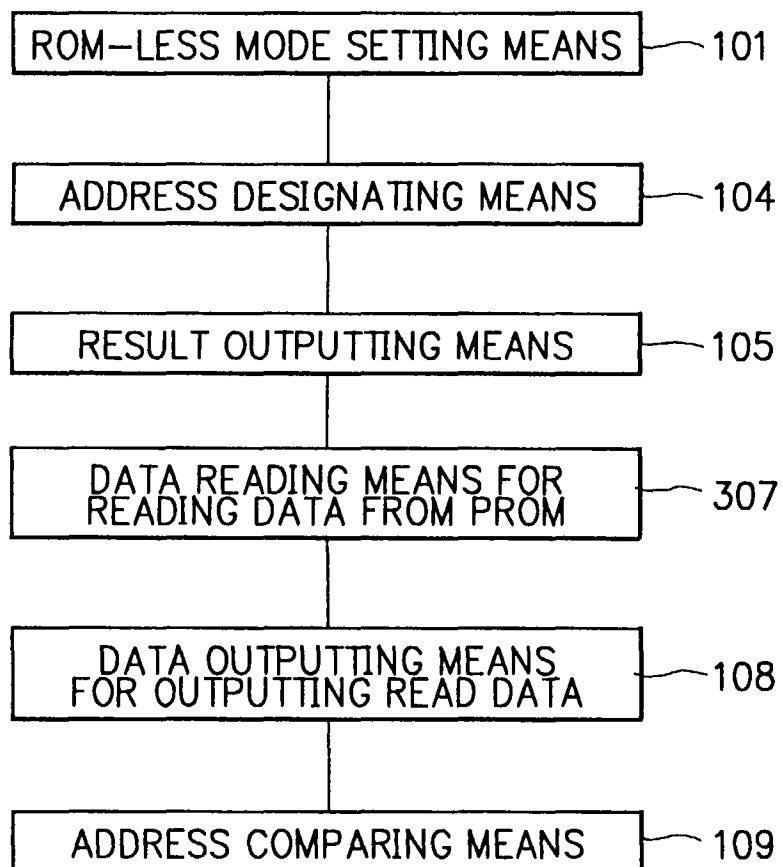 ROM-LESS MODE SETTING MEANS 101
ADDRESS DESIGNATING MEANS 104
RESULT OUTPUTTING MEANS 105
DATA READING MEANS FOR
READING DATA FROM PROM 307
DATA OUTPUTTING MEANS
FOR OUTPUTTING READ DATA 108
ADDRESS COMPARING MEANS 109